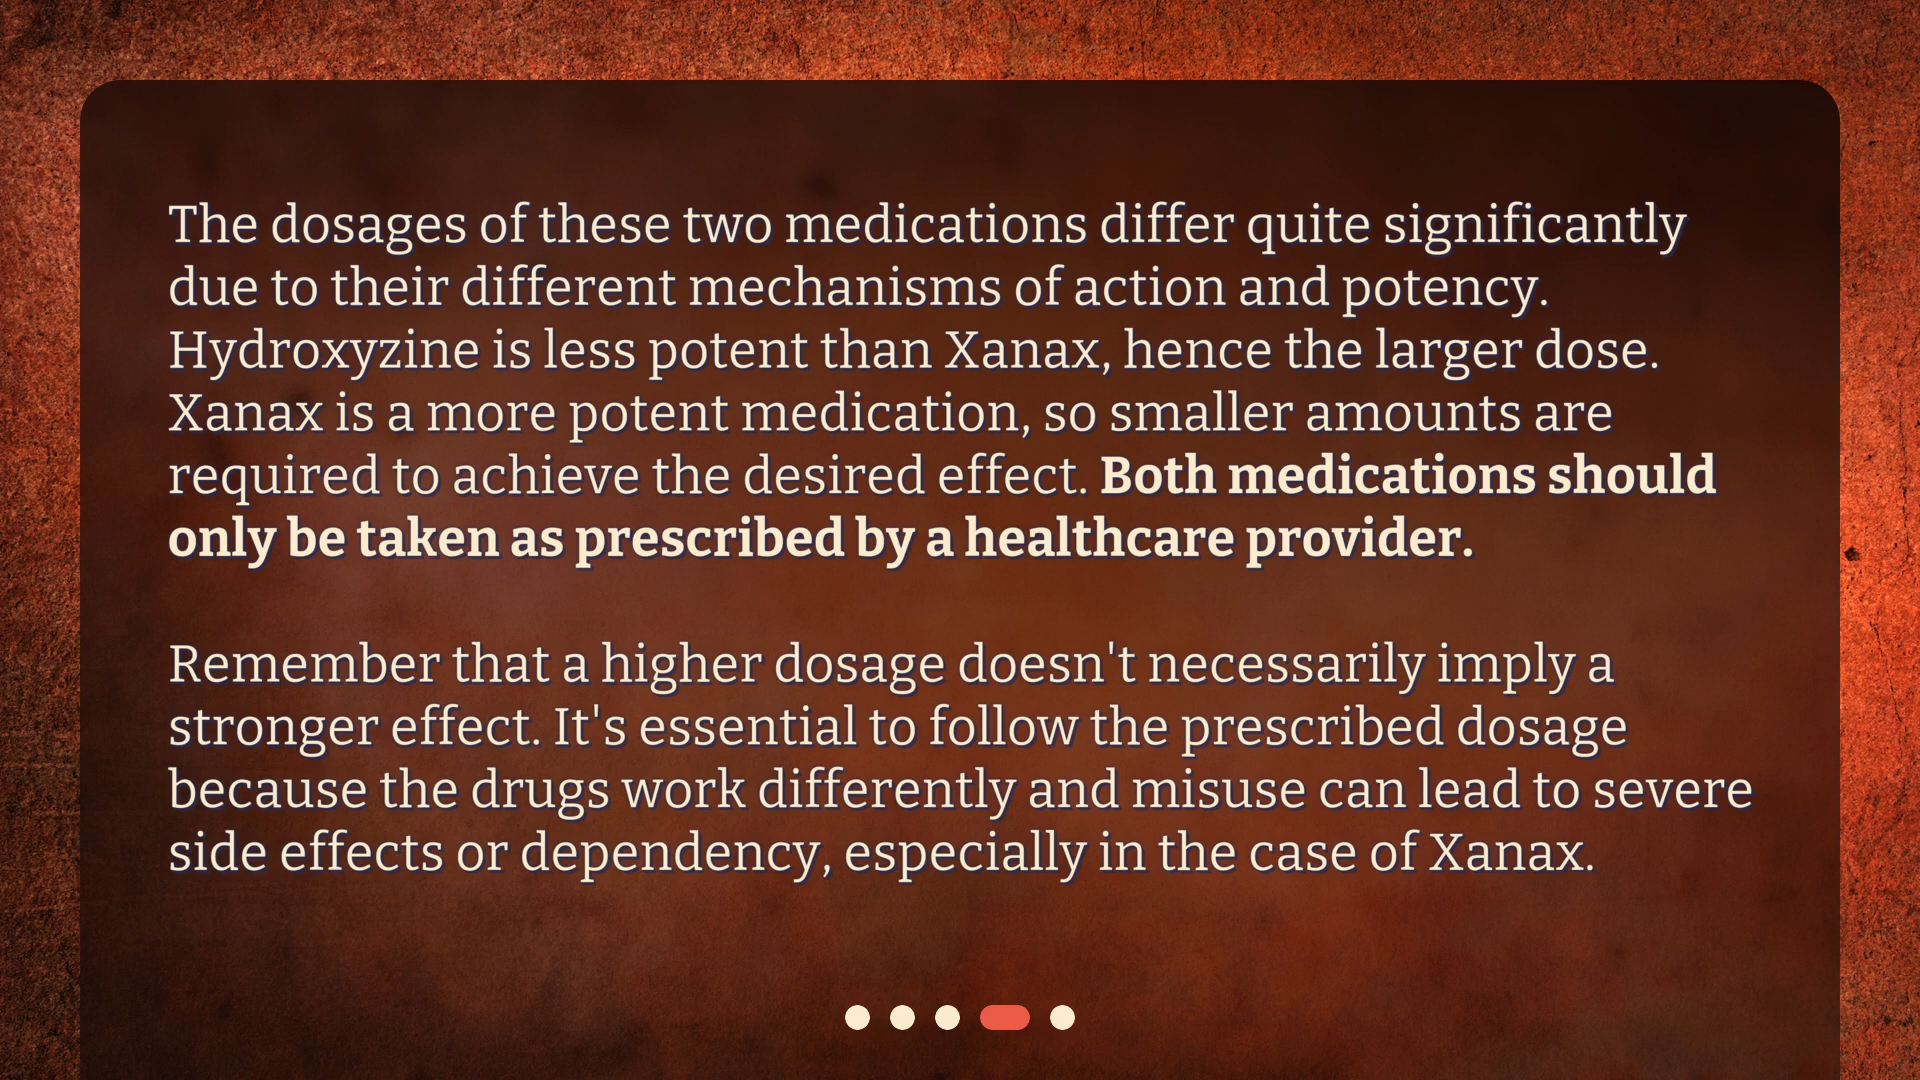 The dosages of these two medications differ quite significantly
due to their different mechanisms of action and potency.
Hydroxyzine is less potent than Xanax, hence the larger dose.
Xanax is a more potent medication, so smaller amounts are
required to achieve the desired effect. Both medications should
only be taken as prescribed by a healthcare provider.
Remember that a higher dosage doesn't necessarily imply a
stronger effect. It's essential to follow the prescribed dosage
because the drugs work differently and misuse can lead to severe
side effects or dependency, especially in the case of Xanax.